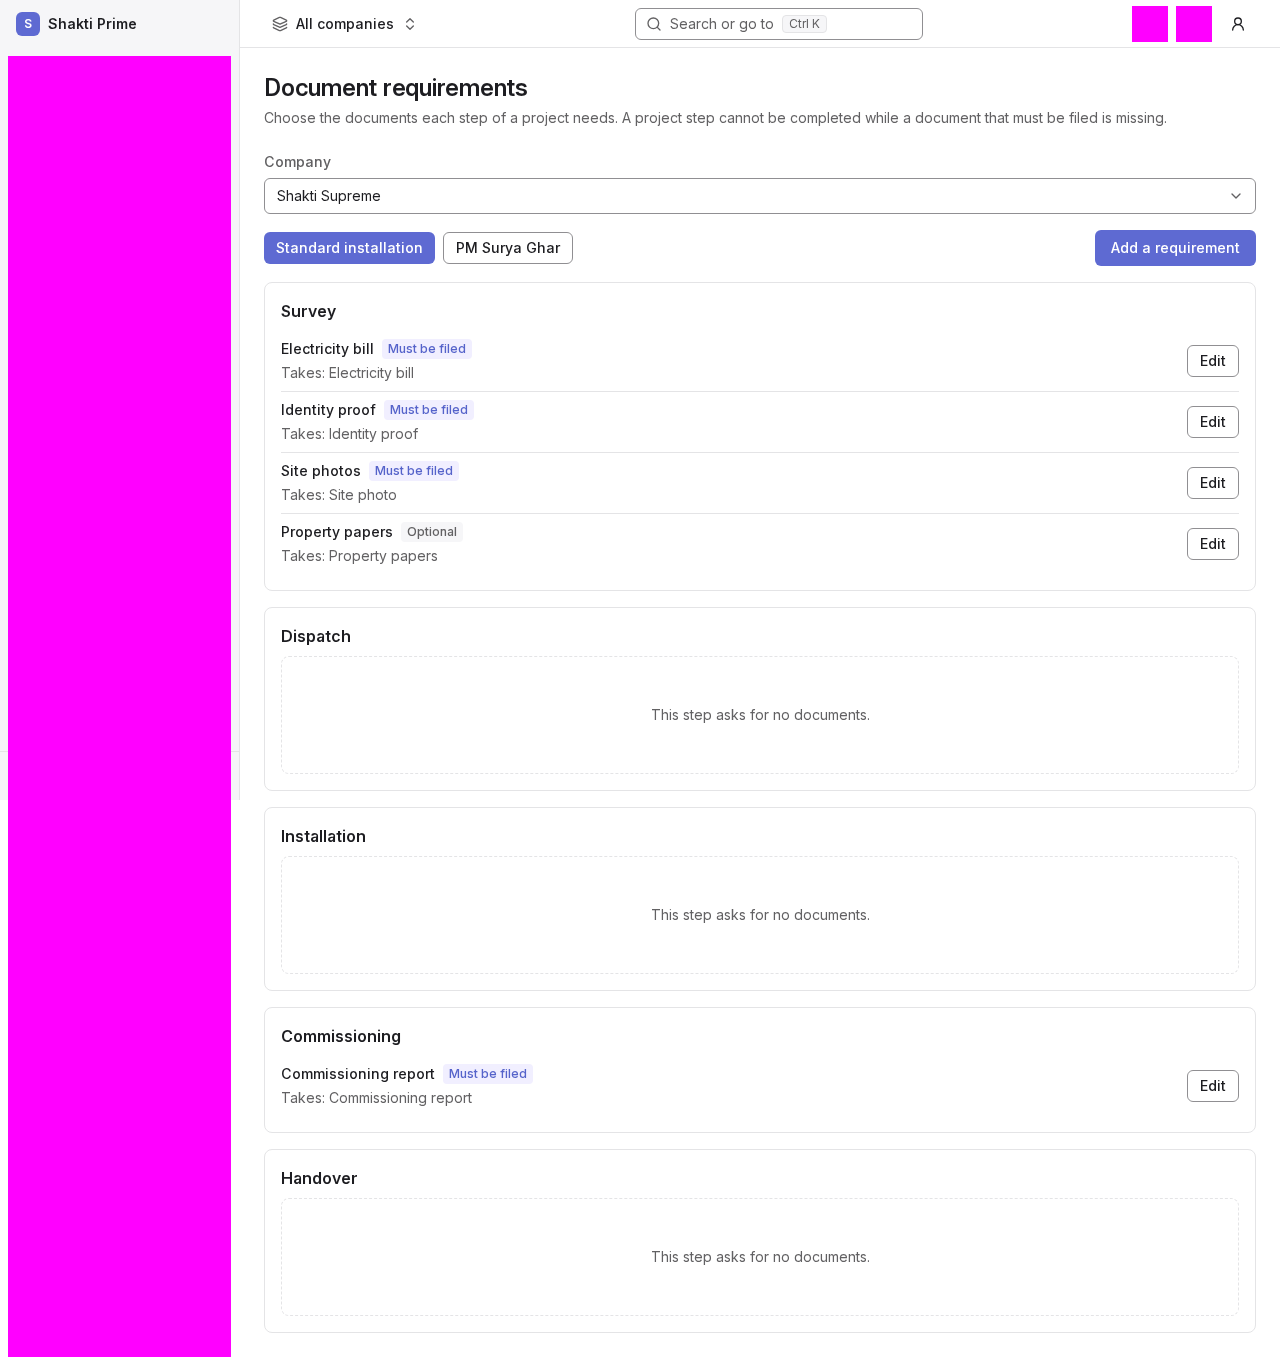 S Shakti Prime
All companies
Search or go to Ctrl K
Document requirements
Choose the documents each step of a project needs. A project step cannot be completed while a document that must be filed is missing.
Company
Shakti Supreme
Standard installation PM Surya Ghar Add a requirement
Survey
Electricity bill Must be filed
Takes: Electricity bill
Edit
Identity proof Must be filed
Takes: Identity proof
Edit
Site photos Must be filed
Takes: Site photo
Edit
Property papers Optional
Takes: Property papers
Edit
Dispatch
This step asks for no documents.
Installation
This step asks for no documents.
Commissioning
Commissioning report Must be filed
Takes: Commissioning report
Edit
Handover
This step asks for no documents.